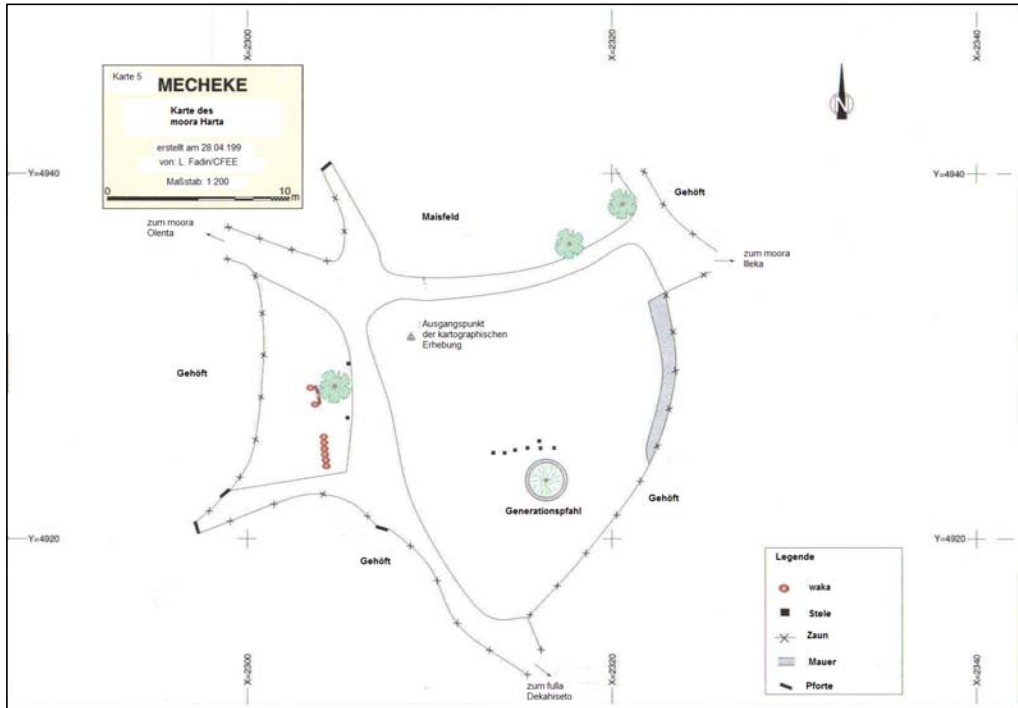 X=2300
X=2320
X=2340
Karte 5
MECHEKE
Karte des
moora Harta
erstellt am 28.04.199
von: L. Fadin/CFEE
Maßstab: 1:200
0 10 m
Y=4940
Y=4940
N
Gehöft
Maisfeld
zum moora
Olenta
zum moora
Illeka
: Ausgangspunkt
der kartographischen
Erhebung
Gehöft
Gehöft
Generationspfahl
Y=4920
Y=4920
Gehöft
Legende
waka
Stele
Zaun
Mauer
Pforte
zum fulla
Dekahiseto
X=2300
X=2320
X=2340